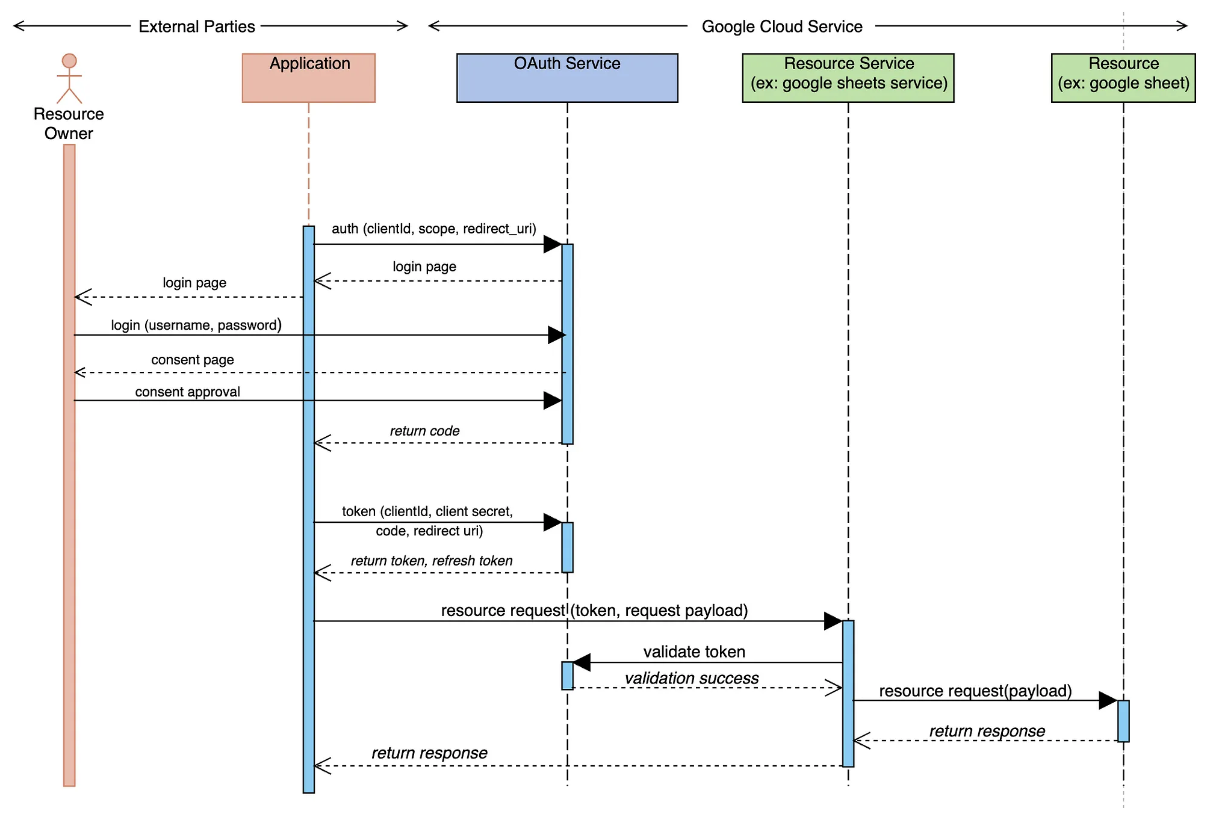 External Parties
Google Cloud Service
Application
OAuth Service
Resource Service
(ex: google sheets service)
Resource
(ex: google sheet)
Resource
Owner
auth (clientId, scope, redirect_uri)
login page
login page
login (username, password)
consent page
consent approval
return code
token (clientId, client secret,
code, redirect uri)
return token, refresh token
resource request (token, request payload)
validate token
validation success
resource request(payload)
return response
return response